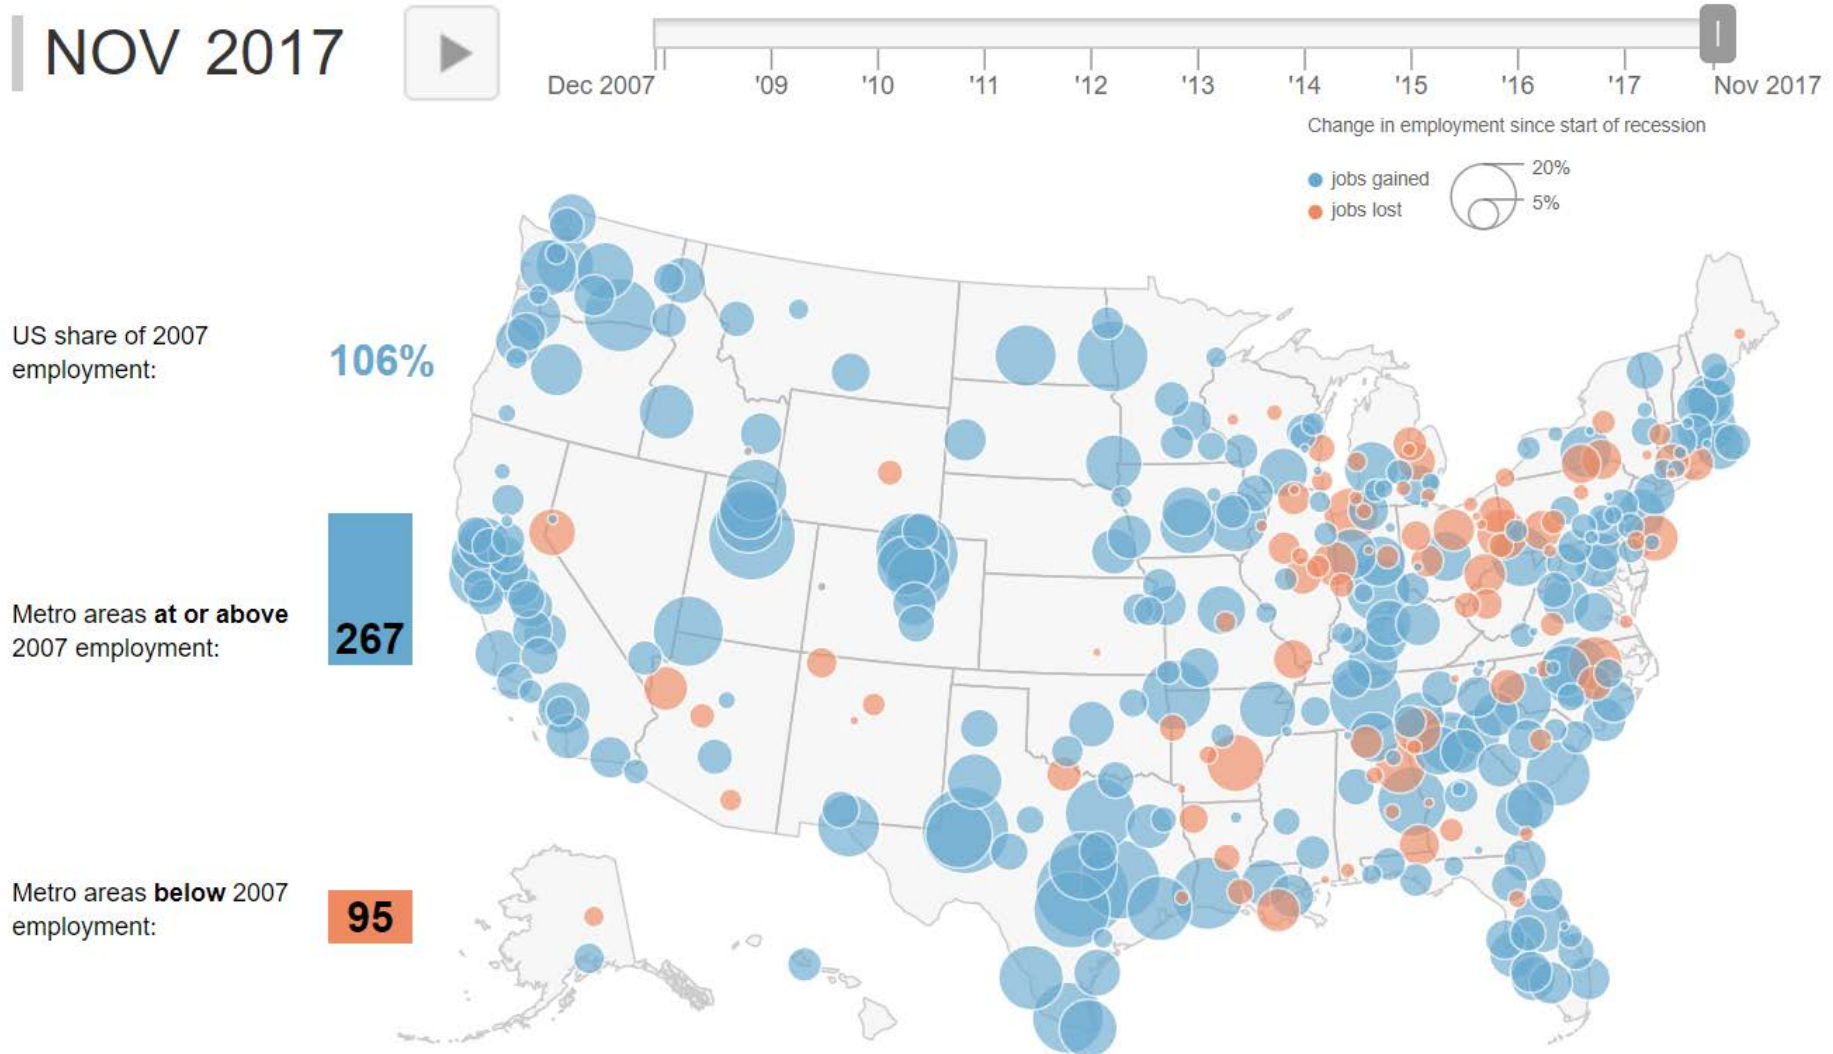 NOV 2017
Dec 2007 '09 '10 '11 '12 '13 '14 '15 '16 '17 Nov 2017
Change in employment since start of recession
jobs gained
jobs lost
20%
5%
US share of 2007
employment:
106%
Metro areas at or above
2007 employment:
267
Metro areas below 2007
employment:
95